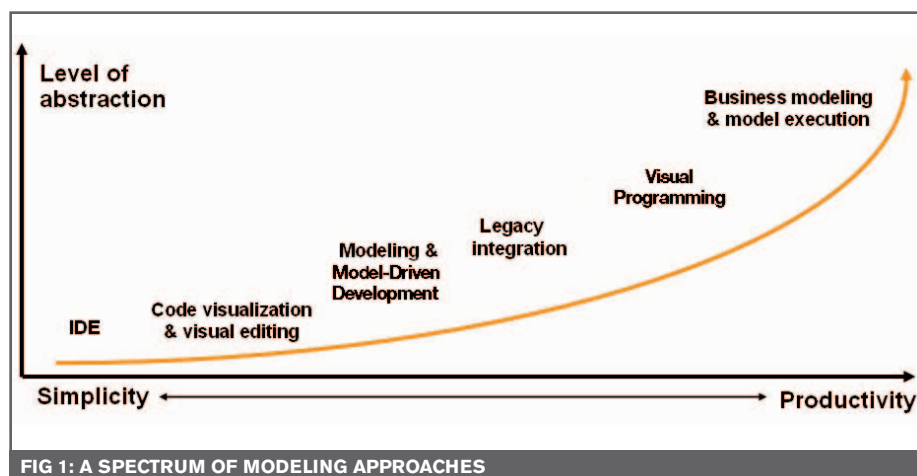 Level of
abstraction
Business modeling
& model execution
Visual
Programming
Legacy
integration
Modeling &
Model-Driven
Development
Code visualization
& visual editing
IDE
Simplicity
Productivity
FIG 1: A SPECTRUM OF MODELING APPROACHES